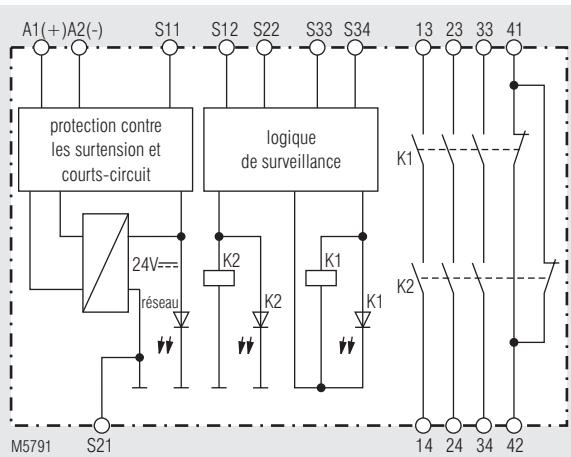 A1(+) A2(-) S11 S12 S22 S33 S34 13 23 33 41
protection contre
les surtension et
courts-circuit
logique
de surveillance
K1
24V
K2
K1
réseau
K2
K1
K2
M5791 S21 14 24 34 42